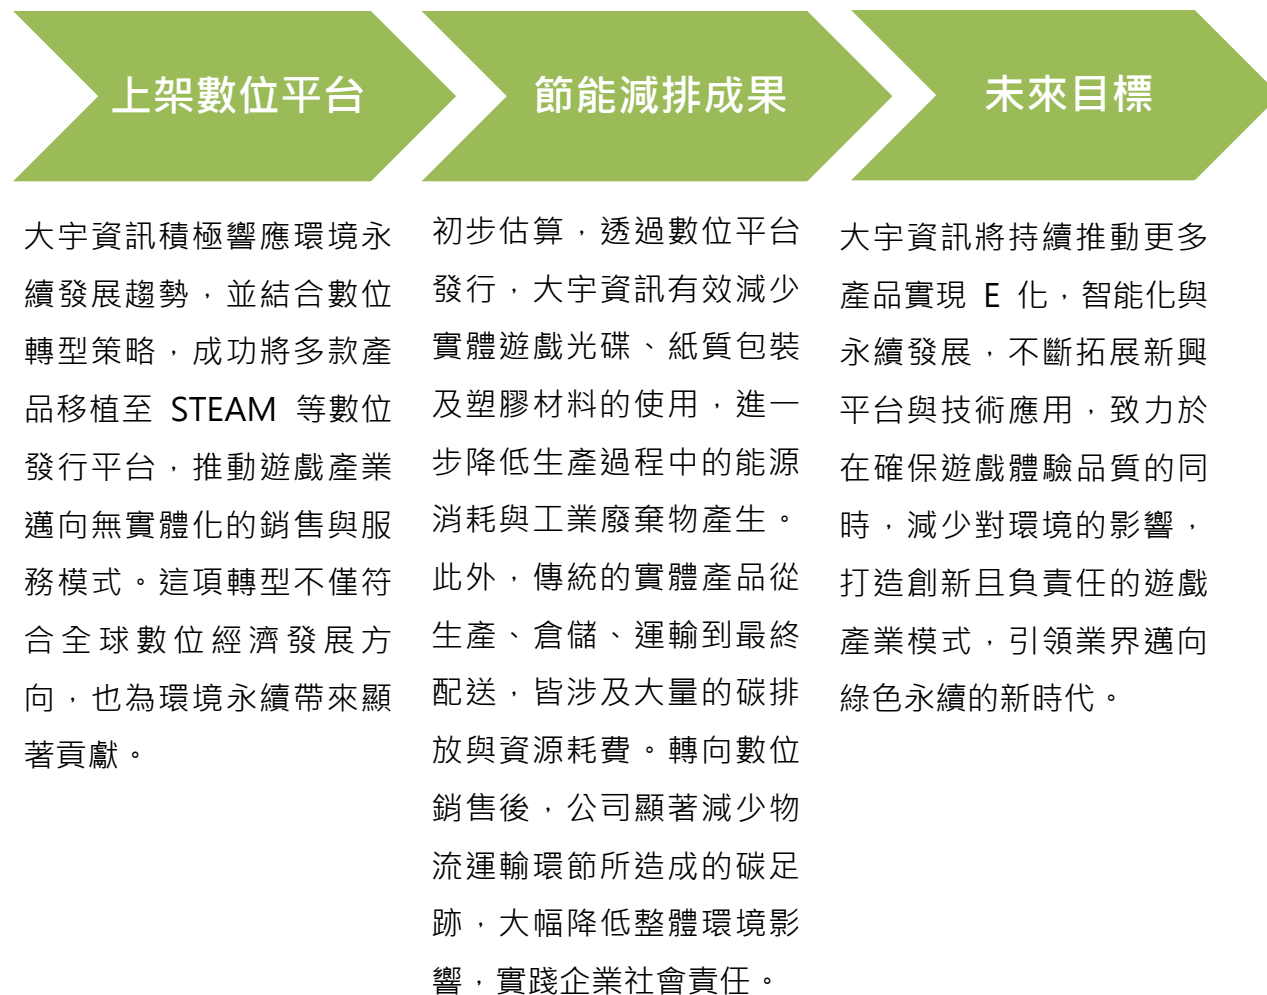 上架數位平台
大宇資訊積極響應環境永
續發展趨勢，並結合數位
轉型策略，成功將多款產
品移植至 STEAM 等數位
發行平台，推動遊戲產業
邁向無實體化的銷售與服
務模式。這項轉型不僅符
合全球數位經濟發展方
向，也為環境永續帶來顯
著貢獻。
節能減排成果
初步估算，透過數位平台
發行，大宇資訊有效減少
實體遊戲光碟、紙質包裝
及塑膠材料的使用，進一
步降低生產過程中的能源
消耗與工業廢棄物產生。
此外，傳統的實體產品從
生產、倉儲、運輸到最終
配送，皆涉及大量的碳排
放與資源耗費。轉向數位
銷售後，公司顯著減少物
流運輸環節所造成的碳足
跡，大幅降低整體環境影
響，實踐企業社會責任。
未來目標
大宇資訊將持續推動更多
產品實現 E 化，智能化與
永續發展，不斷拓展新興
平台與技術應用，致力於
在確保遊戲體驗品質的同
時，減少對環境的影響，
打造創新且負責任的遊戲
產業模式，引領業界邁向
綠色永續的新時代。